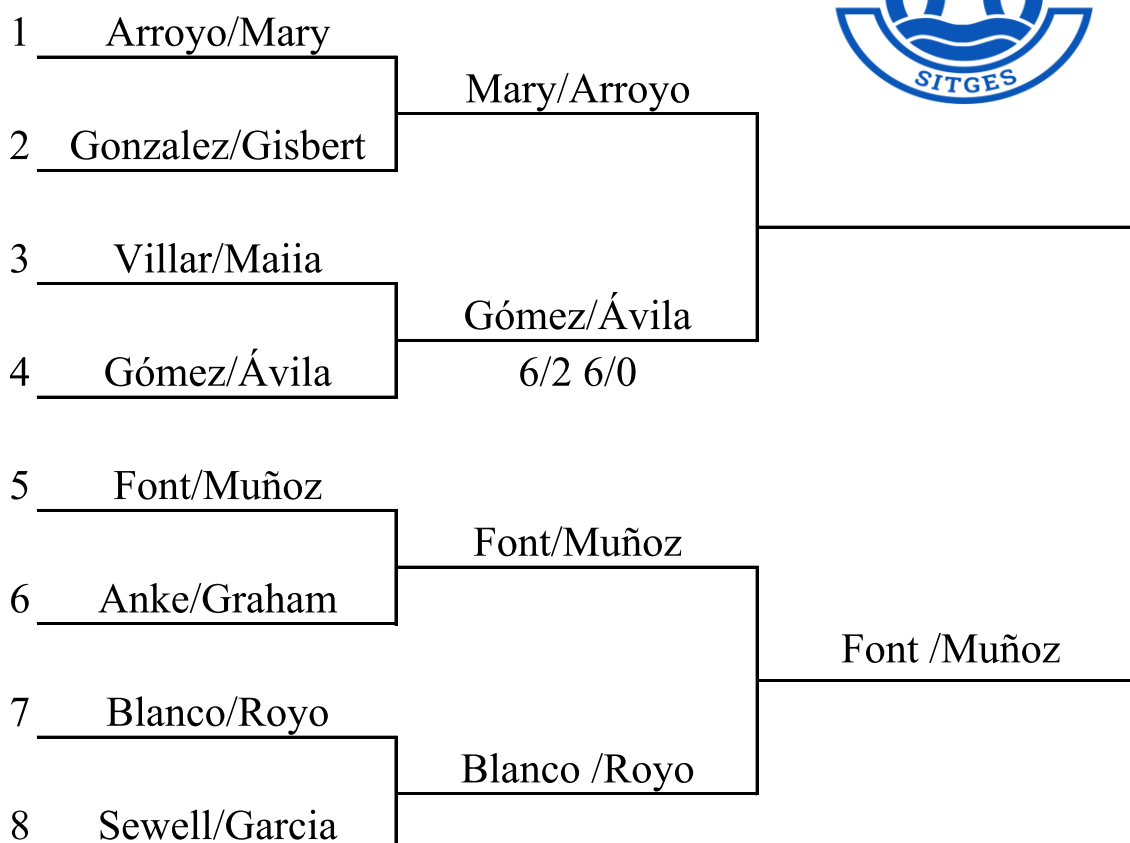 SITGES
1 Arroyo/Mary
Mary/Arroyo
2 Gonzalez/Gisbert
3 Villar/Maiia
Gómez/Ávila
4 Gómez/Ávila
6/2 6/0
5 Font/Muñoz
Font/Muñoz
6 Anke/Graham
Font /Muñoz
7 Blanco/Royo
Blanco /Royo
8 Sewell/Garcia